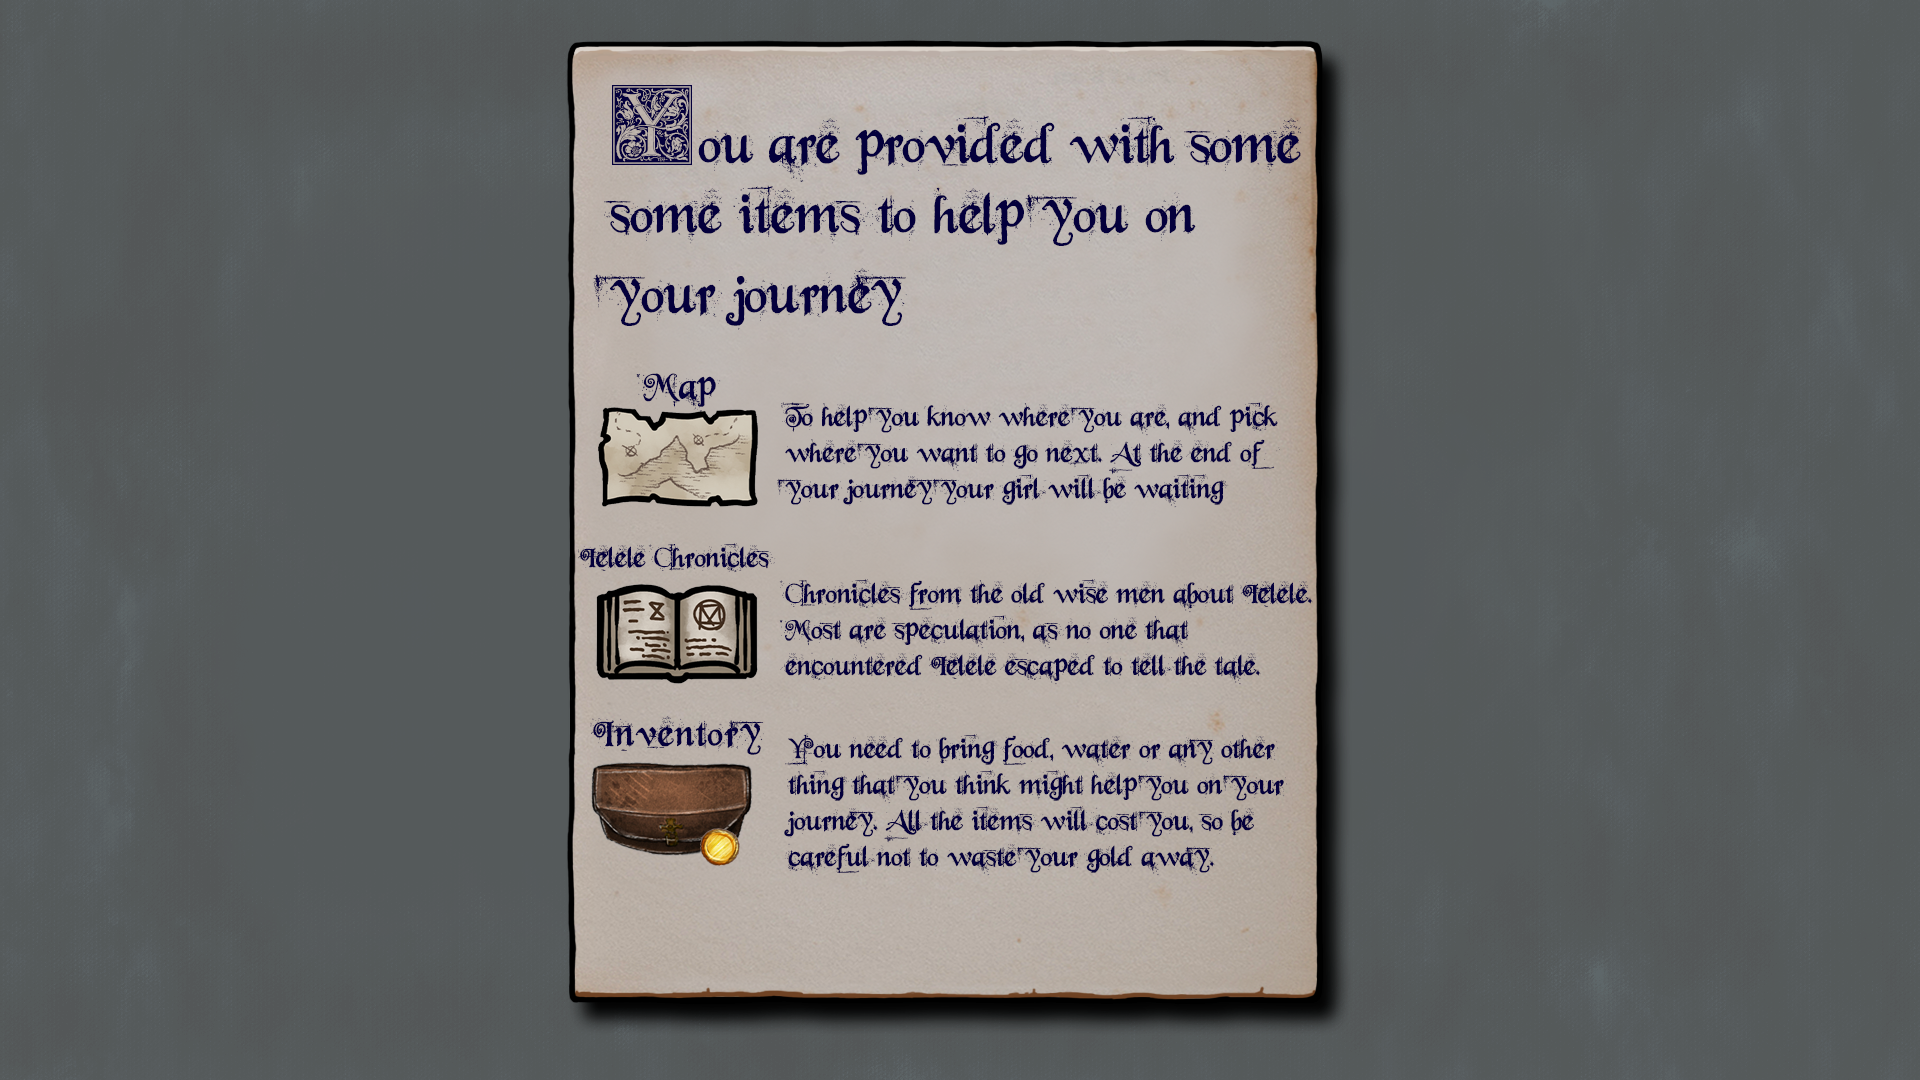 You are provided with some
some items to help you on
your journey
Map
To help you know where you are, and pick
where you want to go next. At the end of
your journey your girl will be waiting
Ielele Chronicles
Chronicles from the old wise men about Ielele.
Most are speculation, as no one that
encountered Ielele escaped to tell the tale.
Inventory
You need to bring food, water or any other
thing that you think might help you on your
journey. All the items will cost you, so be
careful not to waste your gold away.